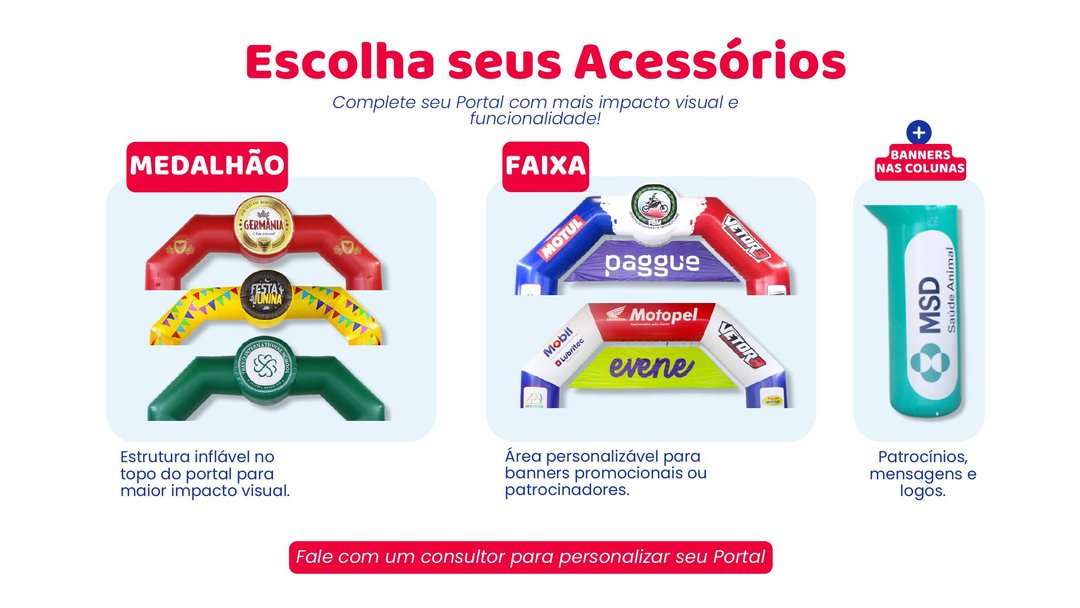 Escolha seus Acessórios
Complete seu Portal com mais impacto visual e
funcionalidade!
MEDALHÃO
GERMÂNIA
FESTA
JUNINA
Estrutura inflável no
topo do portal para
maior impacto visual.
FAIXA
MOTUL
VETOR
paggue
HONDA
Motopel
Mobil
Lubritec
VETOR
evene
Área personalizável para
banners promocionais ou
patrocinadores.
+
BANNERS
NAS COLUNAS
MSD
Saúde Animal
Patrocínios,
mensagens e
logos.
Fale com um consultor para personalizar seu Portal